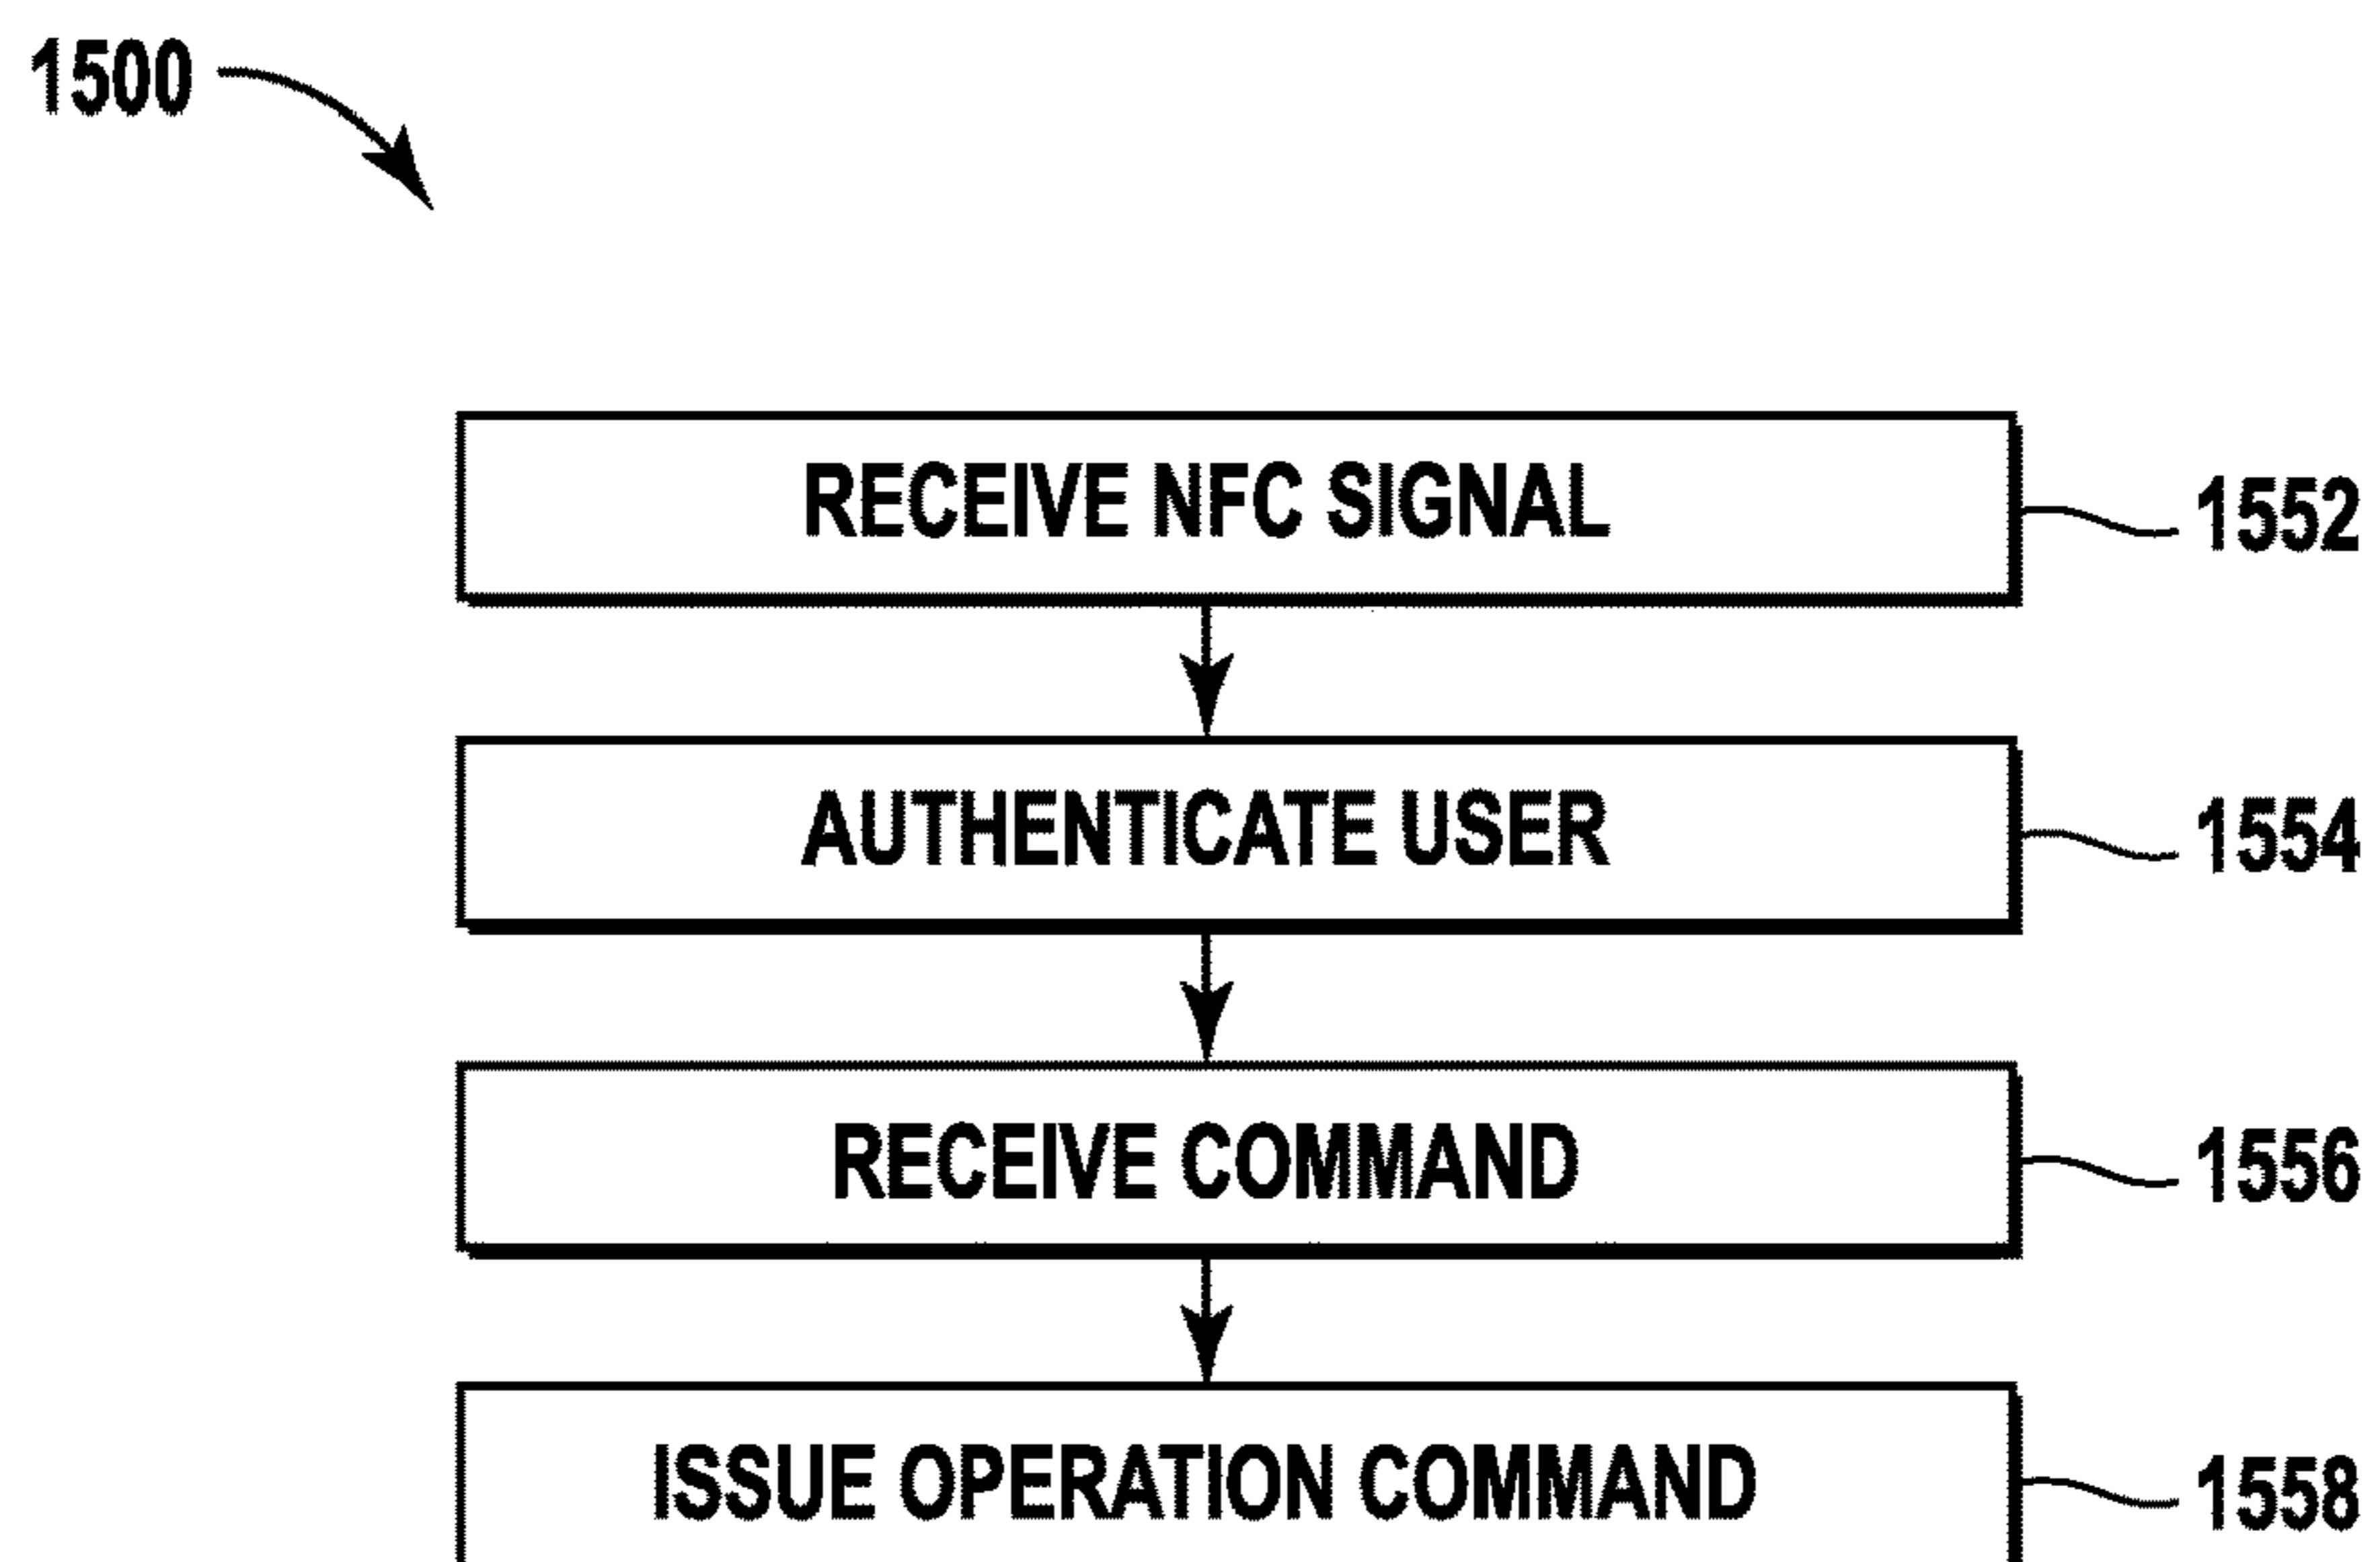 1500
RECEIVE NFC SIGNAL
1552
AUTHENTICATE USER
1554
RECEIVE COMMAND
1556
ISSUE OPERATION COMMAND
1558